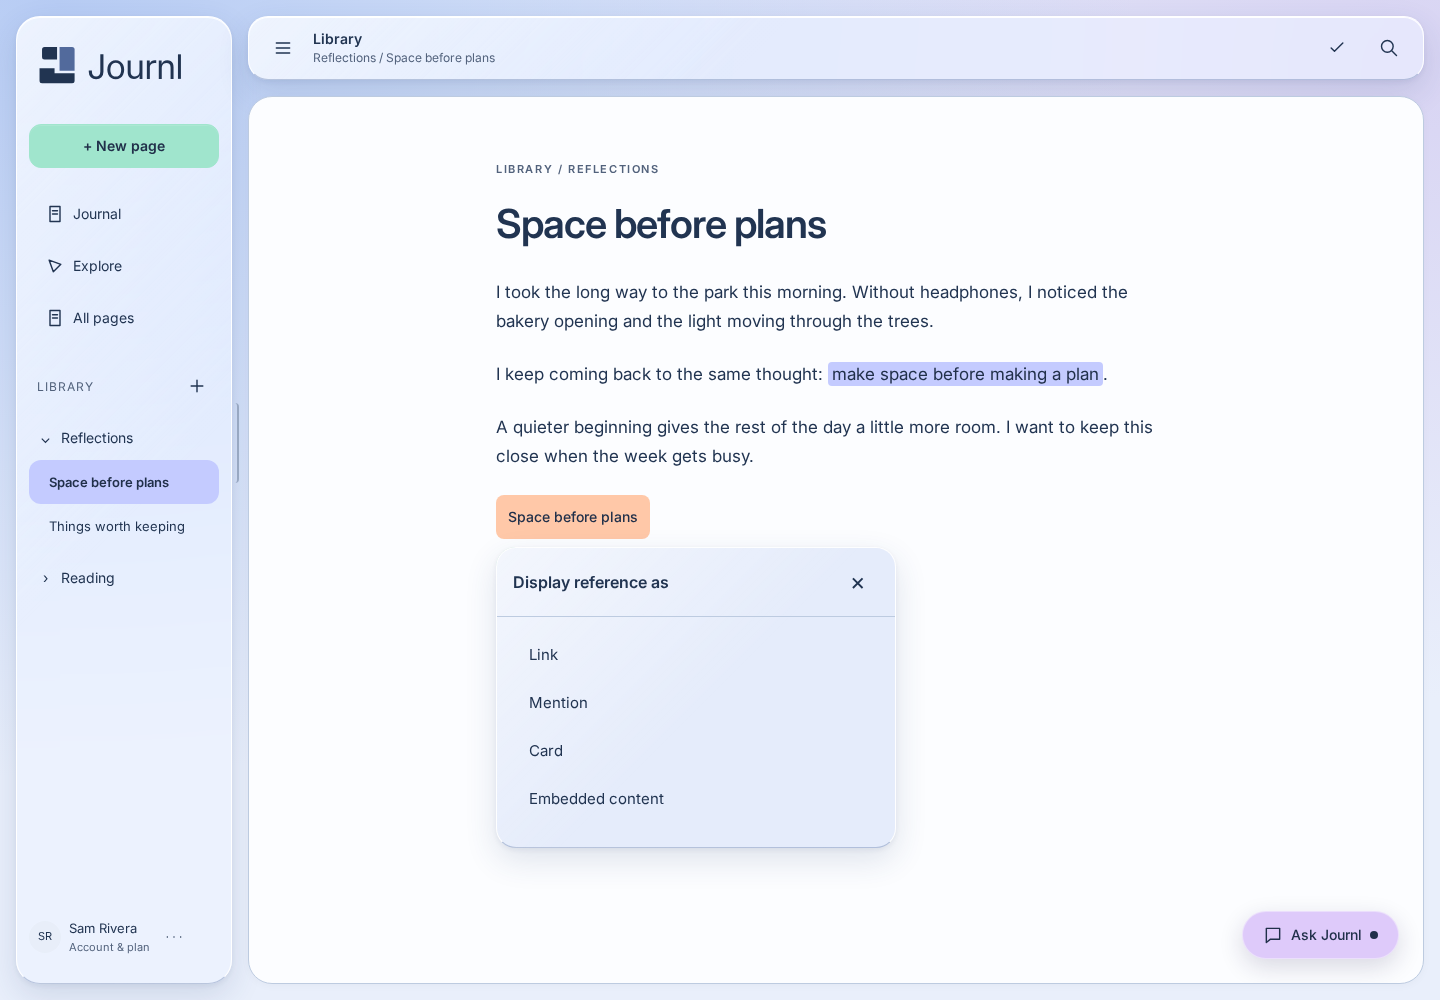 Journl
+ New page
Journal
Explore
All pages
LIBRARY
Reflections
Space before plans
Things worth keeping
Reading
SR
Sam Rivera
Account & plan
Library
Reflections / Space before plans
LIBRARY / REFLECTIONS
Space before plans
I took the long way to the park this morning. Without headphones, I noticed the
bakery opening and the light moving through the trees.
I keep coming back to the same thought: make space before making a plan.
A quieter beginning gives the rest of the day a little more room. I want to keep this
close when the week gets busy.
Space before plans
Display reference as
Link
Mention
Card
Embedded content
Ask Journl